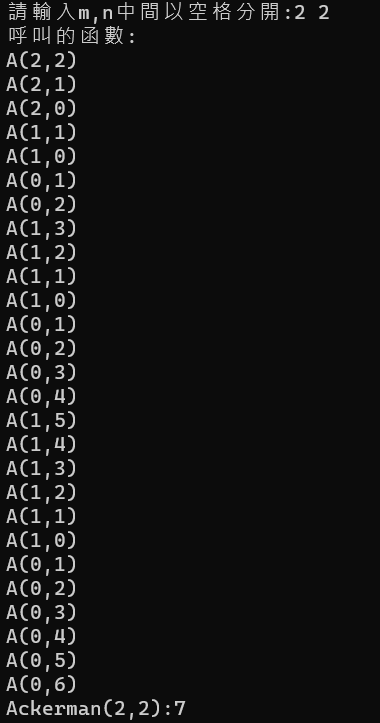 請輸入m,n中間以空格分開:2 2
呼叫的函數:
A(2,2)
A(2,1)
A(2,0)
A(1,1)
A(1,0)
A(0,1)
A(0,2)
A(1,3)
A(1,2)
A(1,1)
A(1,0)
A(0,1)
A(0,2)
A(0,3)
A(0,4)
A(1,5)
A(1,4)
A(1,3)
A(1,2)
A(1,1)
A(1,0)
A(0,1)
A(0,2)
A(0,3)
A(0,4)
A(0,5)
A(0,6)
Ackerman(2,2):7